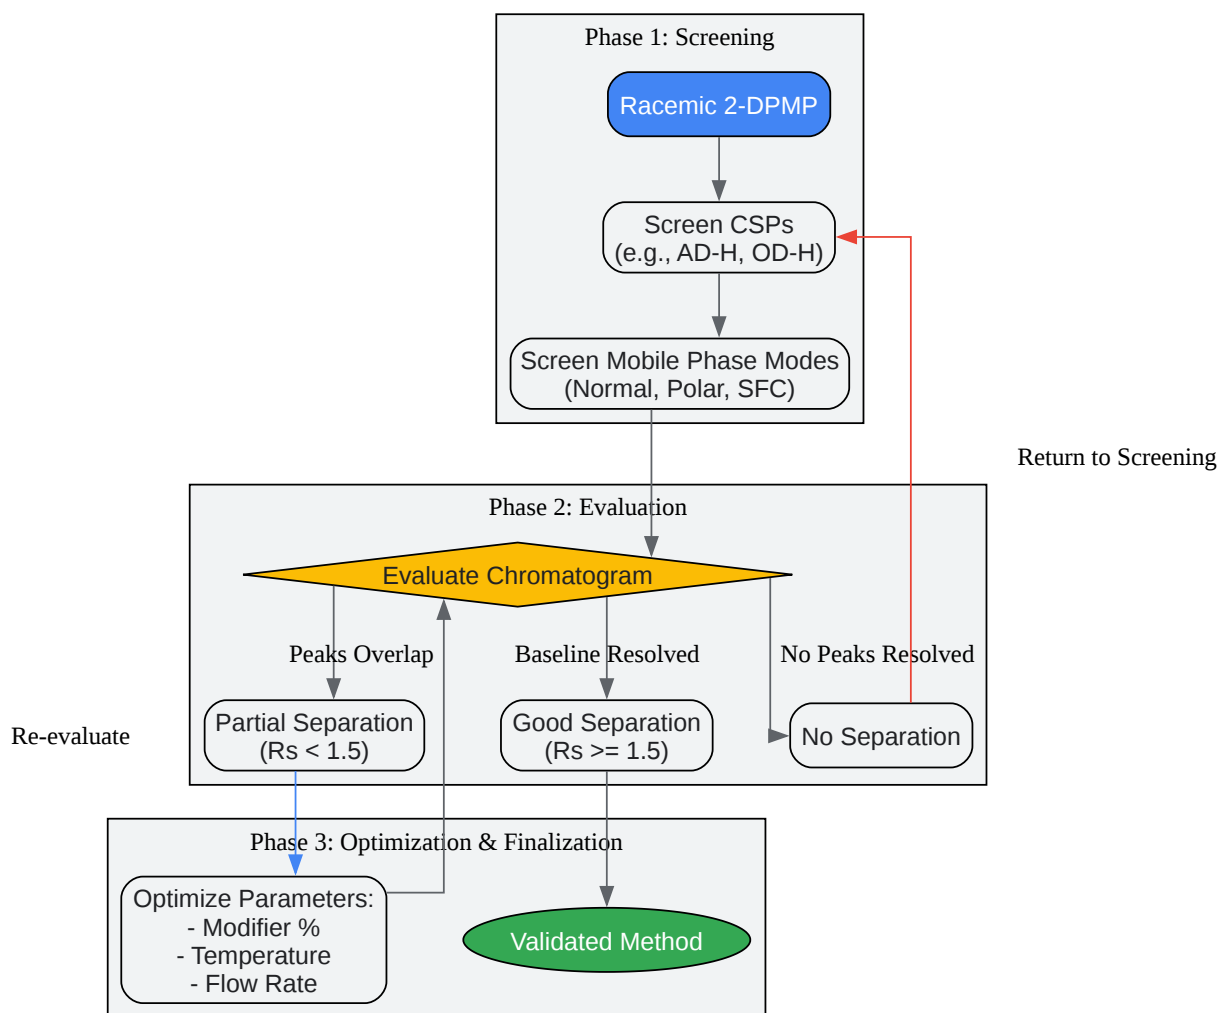 Phase 1: Screening
Racemic 2-DPMP
Screen CSPs
(e.g., AD-H, OD-H)
Screen Mobile Phase Modes
(Normal, Polar, SFC)
Return to Screening
Phase 2: Evaluation
Evaluate Chromatogram
Peaks Overlap
Baseline Resolved
No Peaks Resolved
Partial Separation
(Rs < 1.5)
Good Separation
(Rs >= 1.5)
No Separation
Re-evaluate
Phase 3: Optimization & Finalization
Optimize Parameters:
- Modifier %
- Temperature
- Flow Rate
Validated Method